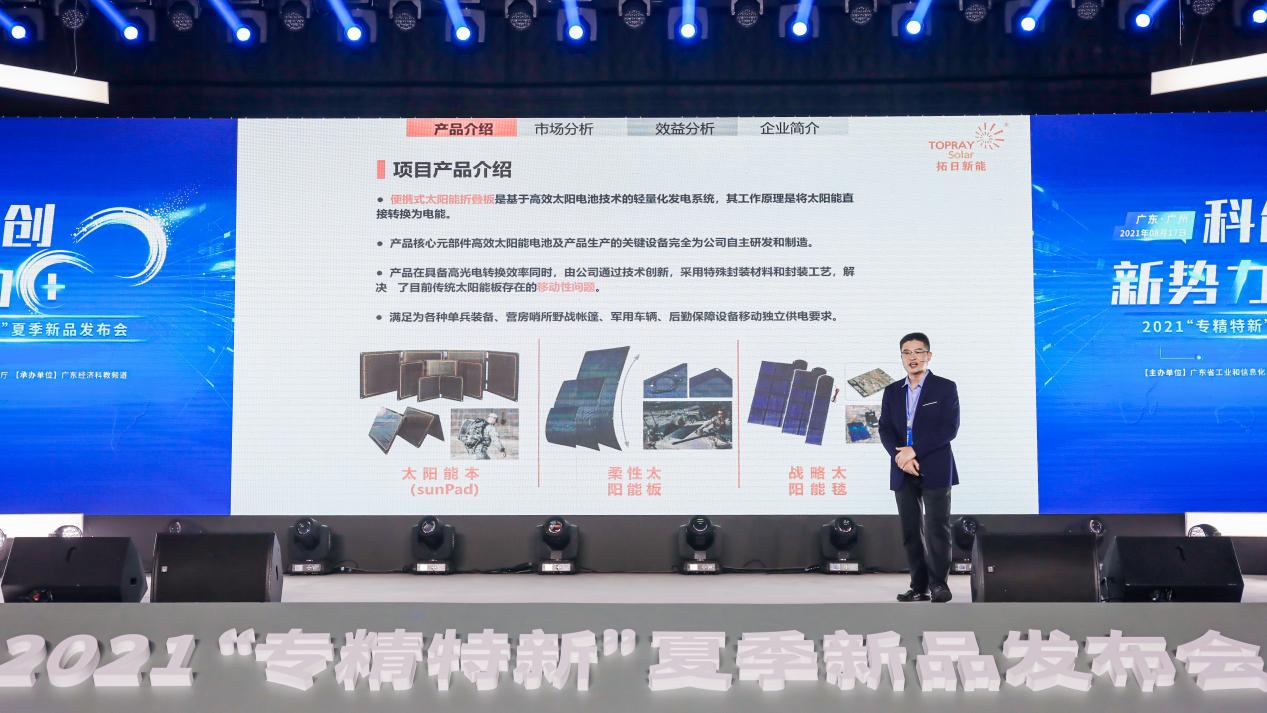 产品介绍 市场分析 效益分析 企业简介
TOPRAY
Solar
拓日新能
项目产品介绍
● 便携式太阳能折叠板是基于高效太阳电池技术的轻量化发电系统，其工作原理是将太阳能直
接转换为电能。
● 产品核心元部件高效太阳能电池及产品生产的关键设备完全为公司自主研发和制造。
● 产品在具备高光电转换效率同时，由公司通过技术创新，采用特殊封装材料和封装工艺，解
决 了目前传统太阳能板存在的移动性问题。
● 满足为各种单兵装备、营房哨所野战帐篷、军用车辆、后勤保障设备移动独立供电要求。
太阳能本
(sunPad)
柔性太
阳能板
战略太
阳能毯
创
+
”夏季新品发布会
厅 【承办单位】广东经济科教频道
广东·广州
2021年08月17日
科
新势力
2021“专精特新”
【主办单位】广东省工业和信息化
2021“专精特新”夏季新品发布会